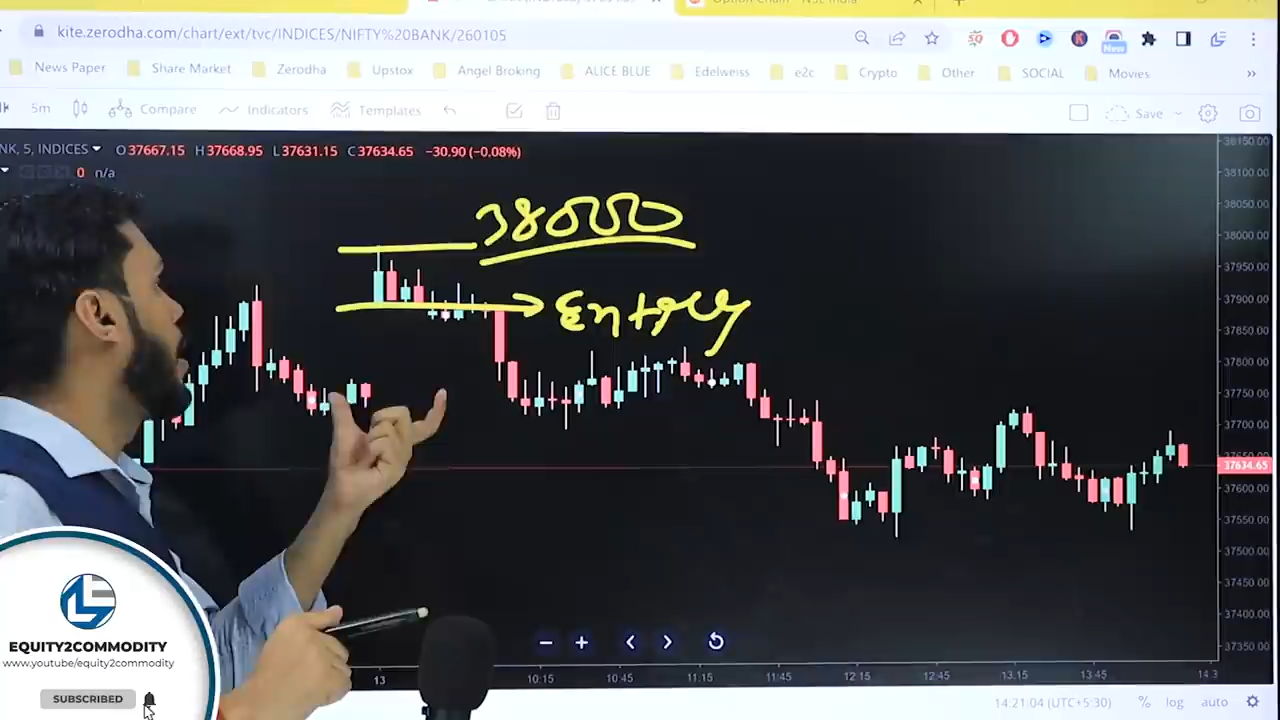 Option Chain - NSE India
kite.zerodha.com/chart/ext/tvc/INDICES/NIFTY%20BANK/260105
New
News Paper Share Market Zerodha Upstox Angel Broking ALICE BLUE Edelweiss e2c Crypto Other SOCIAL Movies »
5m Compare Indicators Templates Save
NK, 5, INDICES O37667.15 H37668.95 L37631.15 C37634.65 −30.90 (−0.08%)
0 n/a
38150.00
38100.00
38050.00
38000
38000.00
37950.00
Entry
37900.00
37850.00
37800.00
37750.00
37700.00
37634.65
37600.00
37550.00
37500.00
37450.00
37400.00
37350.00
13 10:15 10:45 11:15 11:45 12:15 12:45 13:15 13:45 14:3
14:21:04 (UTC+5:30) % log auto
EQUITY2COMMODITY
www.youtube/equity2commodity
SUBSCRIBED